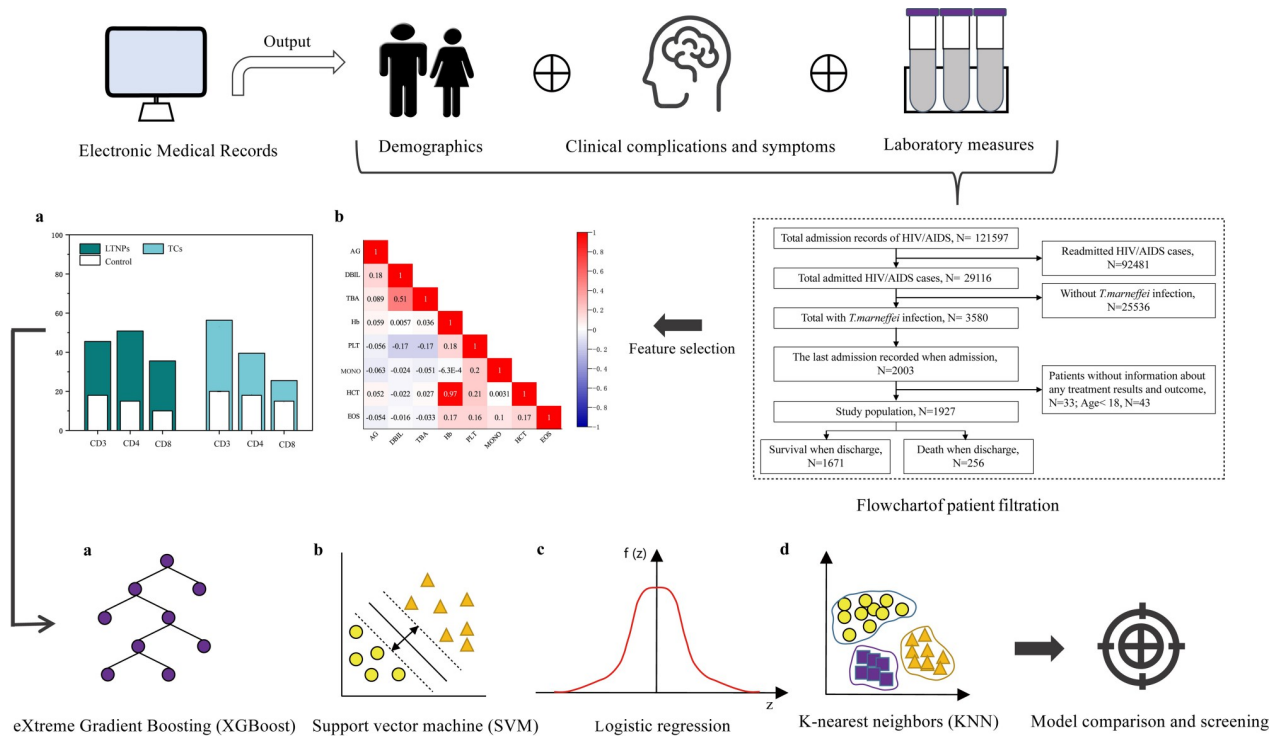 Output
Electronic Medical Records
Demographics
Clinical complications and symptoms
Laboratory measures
a
100
80
60
40
20
0
LTNPs
TCs
Control
CD3
CD4
CD8
CD3
CD4
CD8
b
AG
DBIL
TBA
Hb
PLT
MONO
HCT
EOS
1
0.18
1
0.089
0.51
1
0.059
0.0057
0.036
1
-0.056
-0.17
-0.17
0.18
1
-0.063
-0.024
-0.051
-6.3E-4
0.2
1
0.052
-0.022
0.027
0.97
0.21
0.0031
1
-0.054
-0.016
-0.033
0.17
0.16
0.1
0.17
1
AG
DBIL
TBA
Hb
PLT
MONO
HCT
EOS
1
0.8
0.6
0.4
0.2
0
-0.2
-0.4
-0.6
-0.8
-1
Feature selection
Total admission records of HIV/AIDS, N= 121597
Readmitted HIV/AIDS cases,
N=92481
Total admitted HIV/AIDS cases, N= 29116
Without T.marneffei infection,
N=25536
Total with T.marneffei infection, N= 3580
The last admission recorded when admission,
N=2003
Patients without information about
any treatment results and outcome,
N=33; Age< 18, N=43
Study population, N=1927
Survival when discharge,
N=1671
Death when discharge,
N=256
Flowchartof patient filtration
a
eXtreme Gradient Boosting (XGBoost)
b
Support vector machine (SVM)
c
f (z)
z
Logistic regression
d
K-nearest neighbors (KNN)
Model comparison and screening